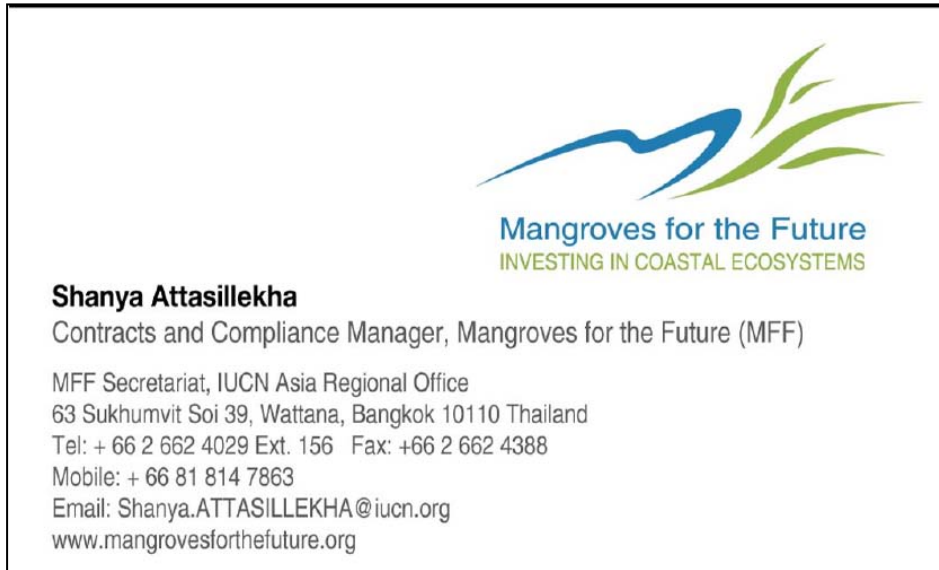 Mangroves for the Future
INVESTING IN COASTAL ECOSYSTEMS
Shanya Attasillekha
Contracts and Compliance Manager, Mangroves for the Future (MFF)
MFF Secretariat, IUCN Asia Regional Office
63 Sukhumvit Soi 39, Wattana, Bangkok 10110 Thailand
Tel: + 66 2 662 4029 Ext. 156   Fax: +66 2 662 4388
Mobile: + 66 81 814 7863
Email: Shanya.ATTASILLEKHA@iucn.org
www.mangrovesforthefuture.org